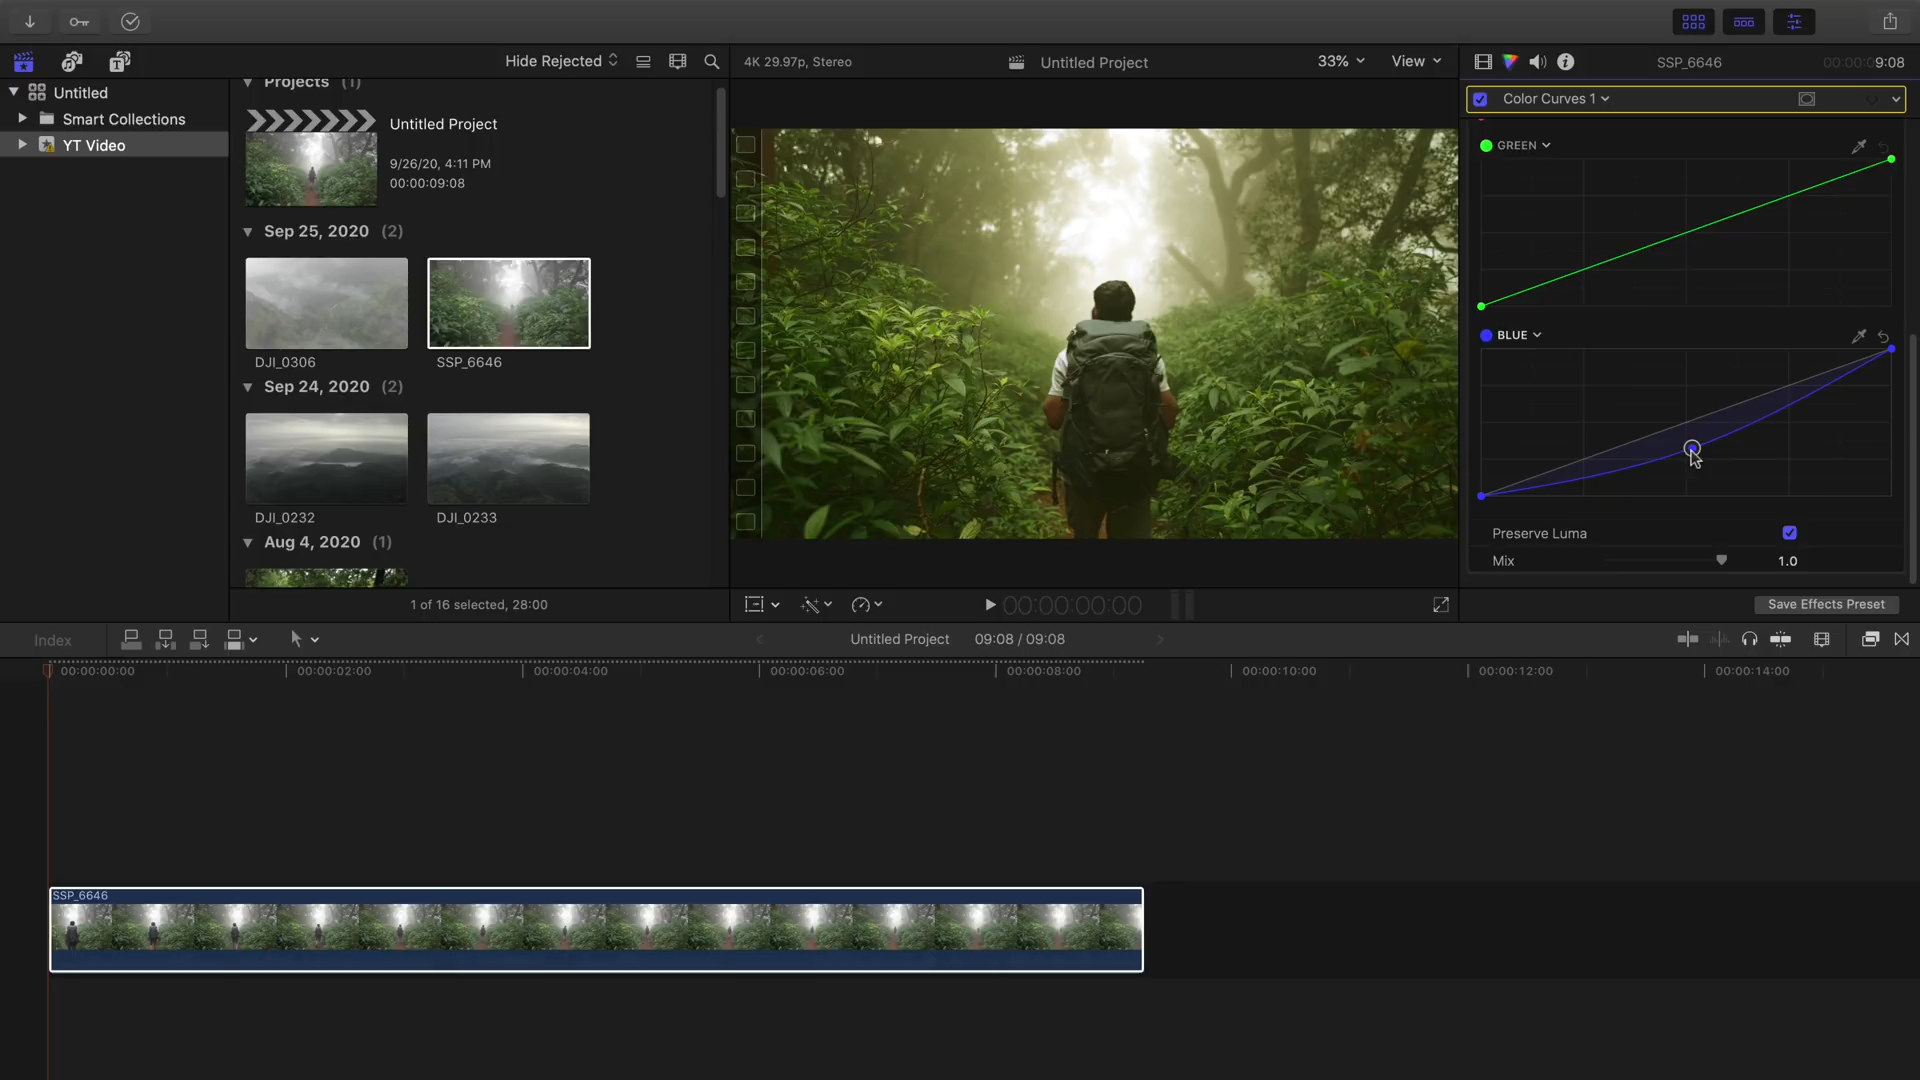 Hide Rejected
4K 29.97p, Stereo
Untitled Project
33%
View
SSP_6646
00:00:09:08
Untitled
Smart Collections
YT Video
Projects (1)
Untitled Project
9/26/20, 4:11 PM
00:00:09:08
Sep 25, 2020 (2)
DJI_0306
SSP_6646
Sep 24, 2020 (2)
DJI_0232
DJI_0233
Aug 4, 2020 (1)
1 of 16 selected, 28:00
00:00:00:00
Color Curves 1
GREEN
BLUE
Preserve Luma
Mix
1.0
Save Effects Preset
Index
Untitled Project
09:08 / 09:08
00:00:00:00
00:00:02:00
00:00:04:00
00:00:06:00
00:00:08:00
00:00:10:00
00:00:12:00
00:00:14:00
SSP_6646